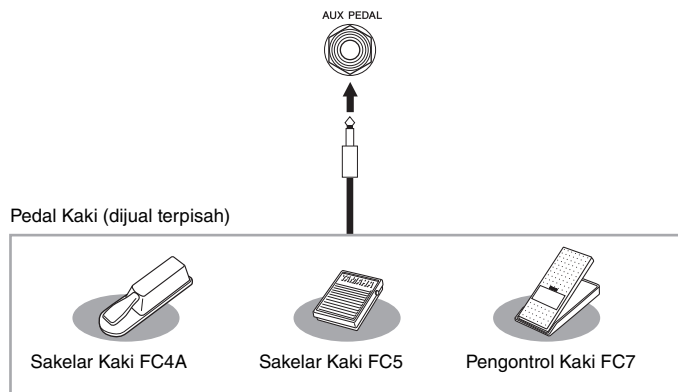 AUX PEDAL
Pedal Kaki (dijual terpisah)
YAMAHA
Sakelar Kaki FC4A
Sakelar Kaki FC5
Pengontrol Kaki FC7